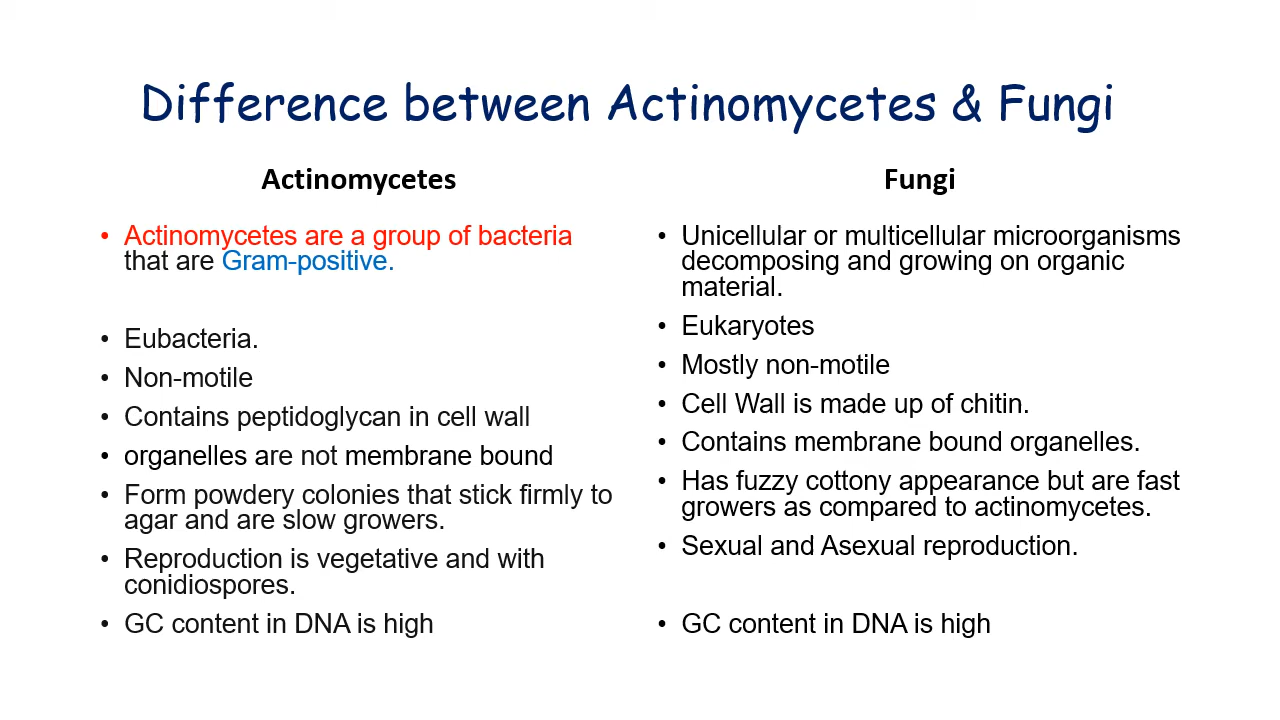 Difference between Actinomycetes & Fungi
Actinomycetes
• Actinomycetes are a group of bacteria
that are Gram-positive.
• Eubacteria.
• Non-motile
• Contains peptidoglycan in cell wall
• organelles are not membrane bound
• Form powdery colonies that stick firmly to
agar and are slow growers.
• Reproduction is vegetative and with
conidiospores.
• GC content in DNA is high
Fungi
• Unicellular or multicellular microorganisms
decomposing and growing on organic
material.
• Eukaryotes
• Mostly non-motile
• Cell Wall is made up of chitin.
• Contains membrane bound organelles.
• Has fuzzy cottony appearance but are fast
growers as compared to actinomycetes.
• Sexual and Asexual reproduction.
• GC content in DNA is high